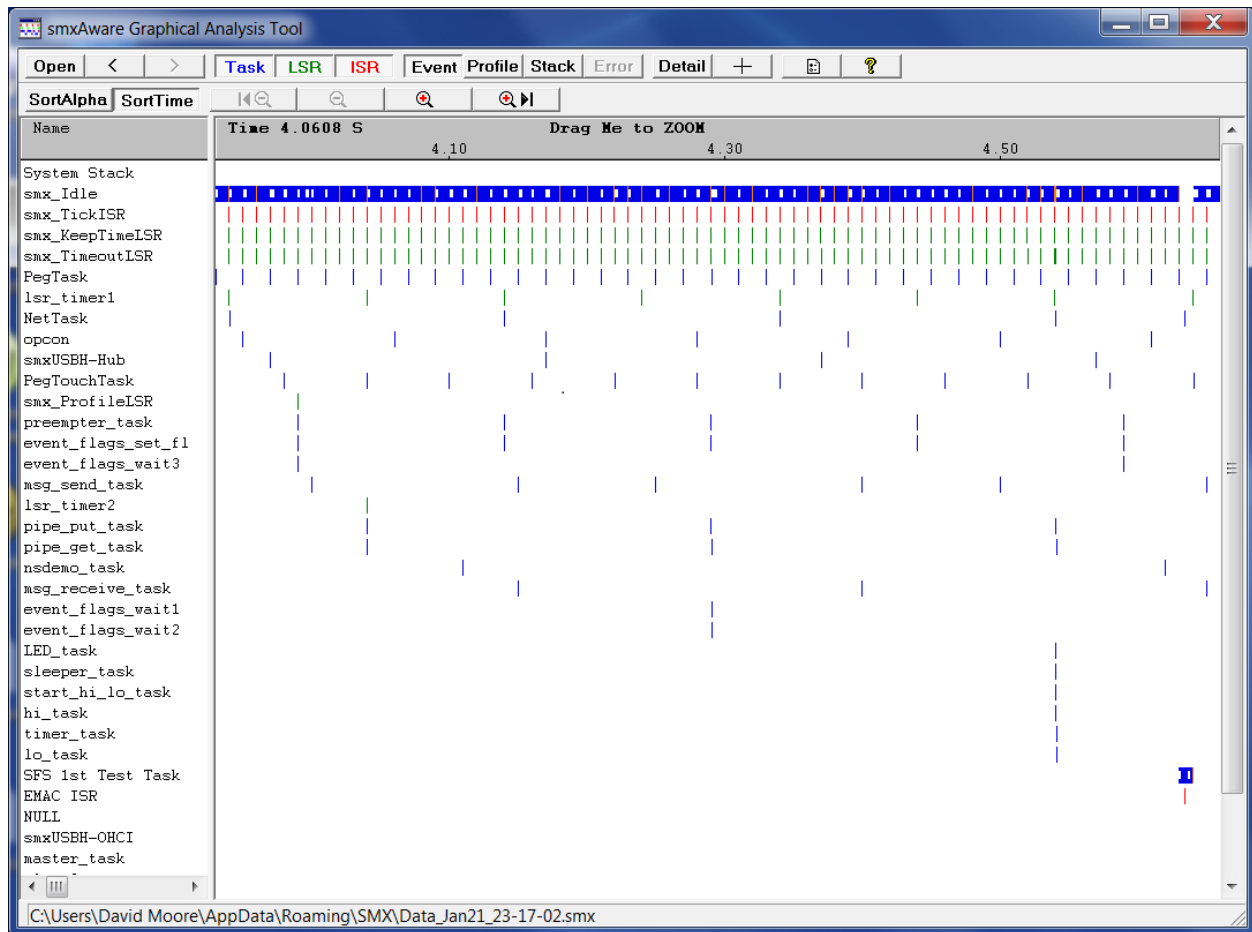 smxAware Graphical Analysis Tool
Open < > Task LSR ISR Event Profile Stack Error Detail + ?
SortAlpha SortTime
Name Time 4.0608 S Drag Me to ZOOM
4.10 4.30 4.50
System Stack
smx_Idle
smx_TickISR
smx_KeepTimeLSR
smx_TimeoutLSR
PegTask
lsr_timer1
NetTask
opcon
smxUSBH-Hub
PegTouchTask
smx_ProfileLSR
preempter_task
event_flags_set_fl
event_flags_wait3
msg_send_task
lsr_timer2
pipe_put_task
pipe_get_task
nsdemo_task
msg_receive_task
event_flags_wait1
event_flags_wait2
LED_task
sleeper_task
start_hi_lo_task
hi_task
timer_task
lo_task
SFS 1st Test Task
EMAC ISR
NULL
smxUSBH-OHCI
master_task
C:\Users\David Moore\AppData\Roaming\SMX\Data_Jan21_23-17-02.smx